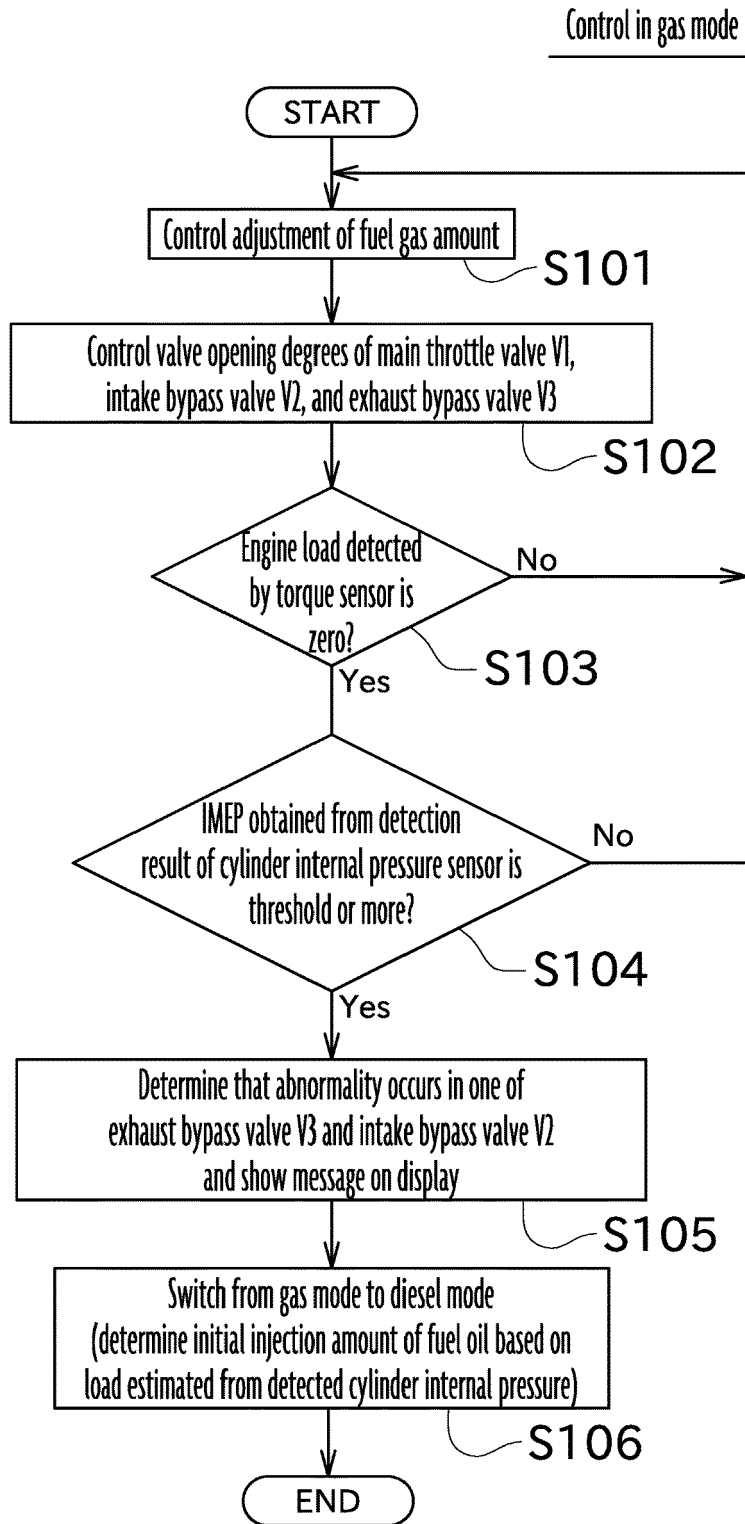 Control in gas mode
START
Control adjustment of fuel gas amount
S101
Control valve opening degrees of main throttle valve V1,
intake bypass valve V2, and exhaust bypass valve V3
S102
Engine load detected
by torque sensor is
zero?
No
S103
Yes
IMEP obtained from detection
result of cylinder internal pressure sensor is
threshold or more?
No
S104
Yes
Determine that abnormality occurs in one of
exhaust bypass valve V3 and intake bypass valve V2
and show message on display
S105
Switch from gas mode to diesel mode
(determine initial injection amount of fuel oil based on
load estimated from detected cylinder internal pressure)
S106
END